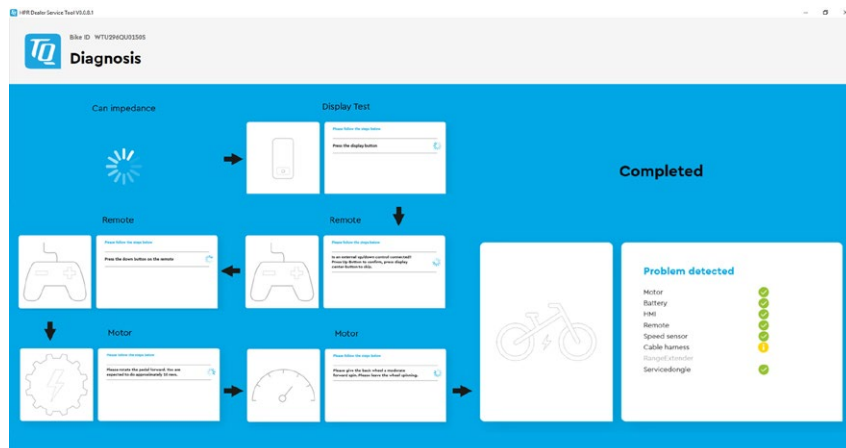 HPR Dealer Service Tool V0.0.8.1
TQ
Bike ID WTU296QU01505
Diagnosis
Can impedance
Display Test
Please follow the steps below
Press the display button
Completed
Remote
Remote
Please follow the steps below
Press the down button on the remote
Please follow the steps below
Is an external up/down control connected?
Press Up Button to confirm, press display
center button to skip.
Problem detected
Motor
Battery
HMI
Remote
Speed sensor
Cable harness
RangeExtender
Servicedongle
Motor
Motor
Please follow the steps below
Please rotate the pedal forward. You are
expected to do approximately 10 revs.
Please follow the steps below
Please give the back wheel a moderate
forward spin. Please leave the wheel spinning.